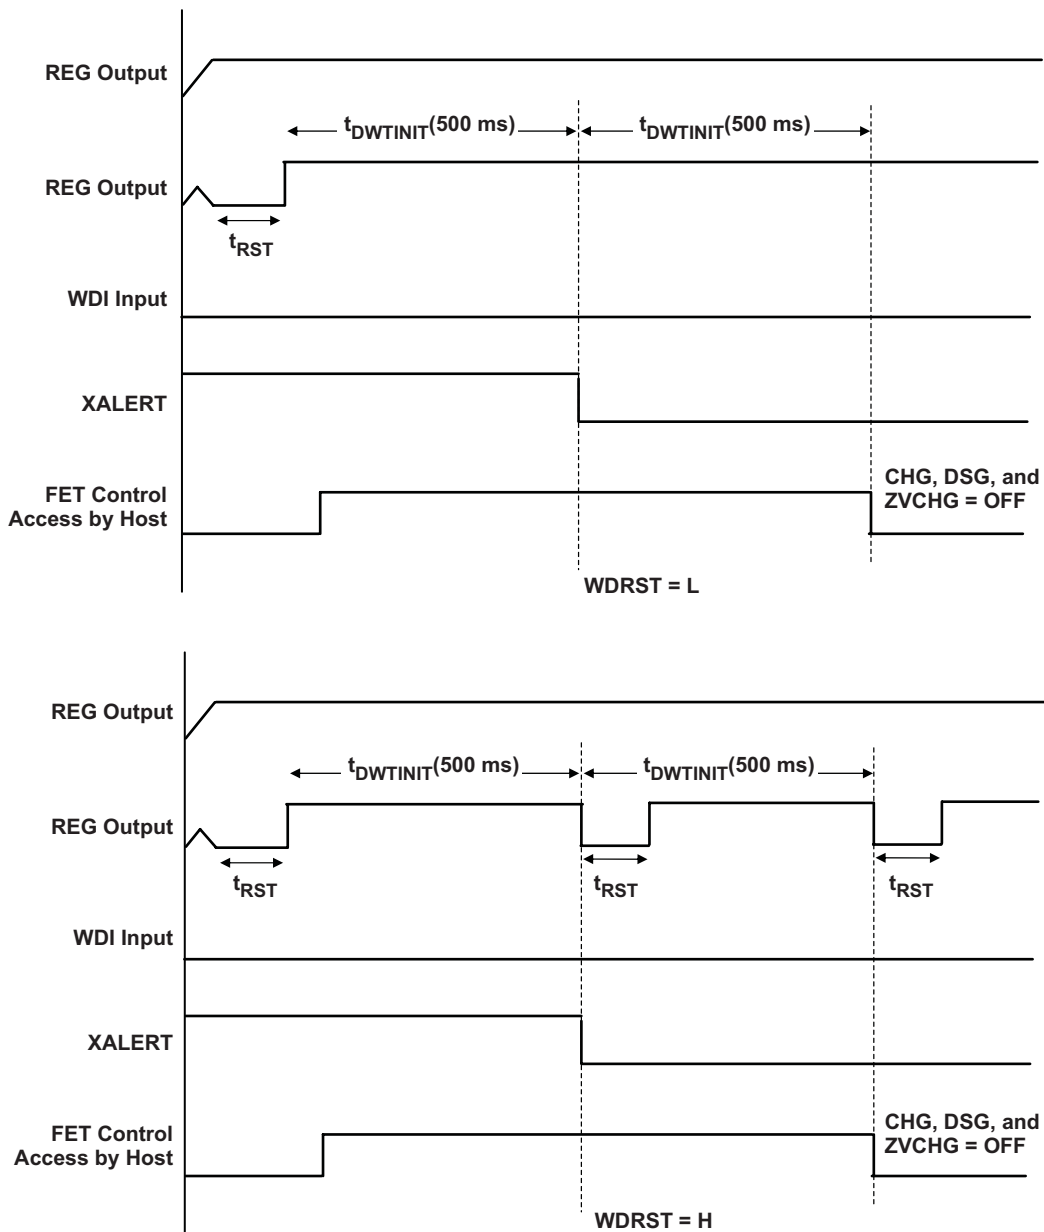 REG Output
tDWTINIT(500 ms)
tDWTINIT(500 ms)
REG Output
tRST
WDI Input
XALERT
FET Control
Access by Host
CHG, DSG, and
ZVCHG = OFF
WDRST = L
REG Output
tDWTINIT(500 ms)
tDWTINIT(500 ms)
REG Output
tRST
tRST
tRST
WDI Input
XALERT
FET Control
Access by Host
CHG, DSG, and
ZVCHG = OFF
WDRST = H